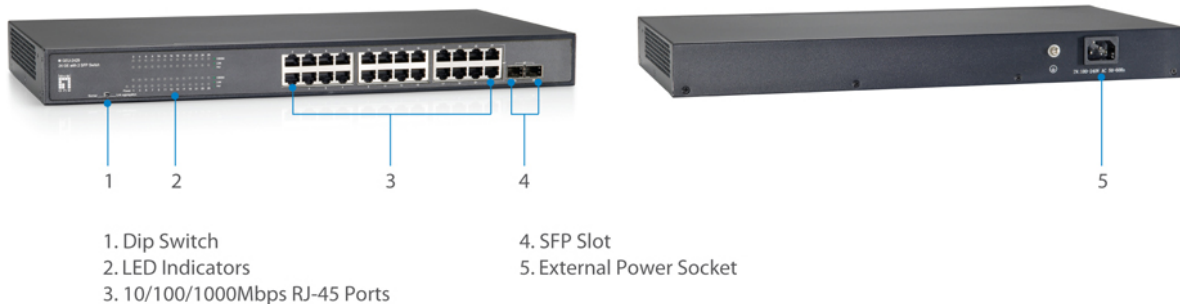 1
2
3
4
5
1. Dip Switch
2. LED Indicators
3. 10/100/1000Mbps RJ-45 Ports
4. SFP Slot
5. External Power Socket